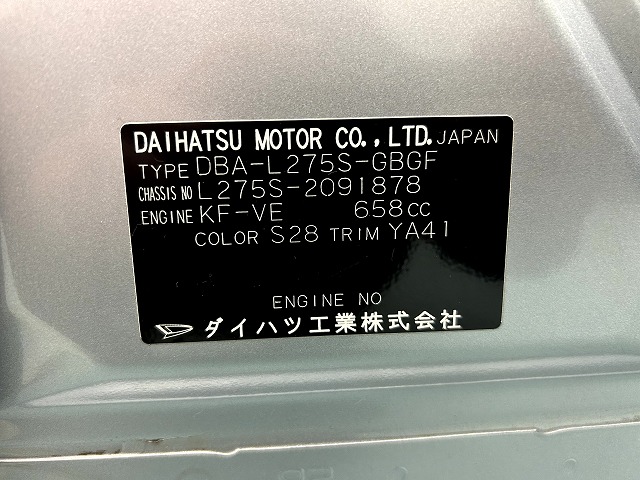 DAIHATSU MOTOR CO.,LTD. JAPAN
TYPE DBA-L275S-GBGF
CHASSIS NO L275S-2091878
ENGINE KF-VE 658CC
COLOR S28 TRIM YA41
ENGINE NO
ダイハツ工業株式会社